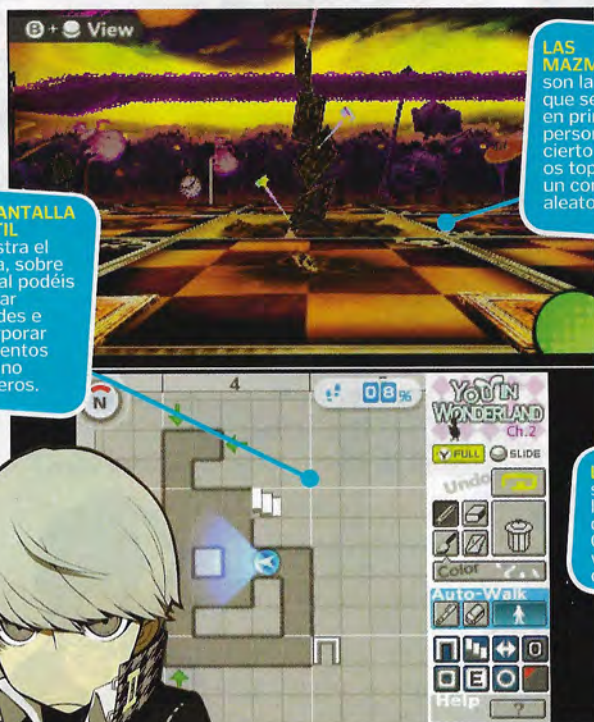 B + View
LAS
MAZM
son la
que se
en prin
person
cierto
os top
un con
aleato
ANTALLA
TIL
stra el
a, sobre
al podéis
ar
des e
porar
entos
no
eros.
N
4
08%
YOU IN
WONDERLAND
Ch.2
Y FULL SLIDE
Undo
Color
Auto-Walk
O
E
Help
?